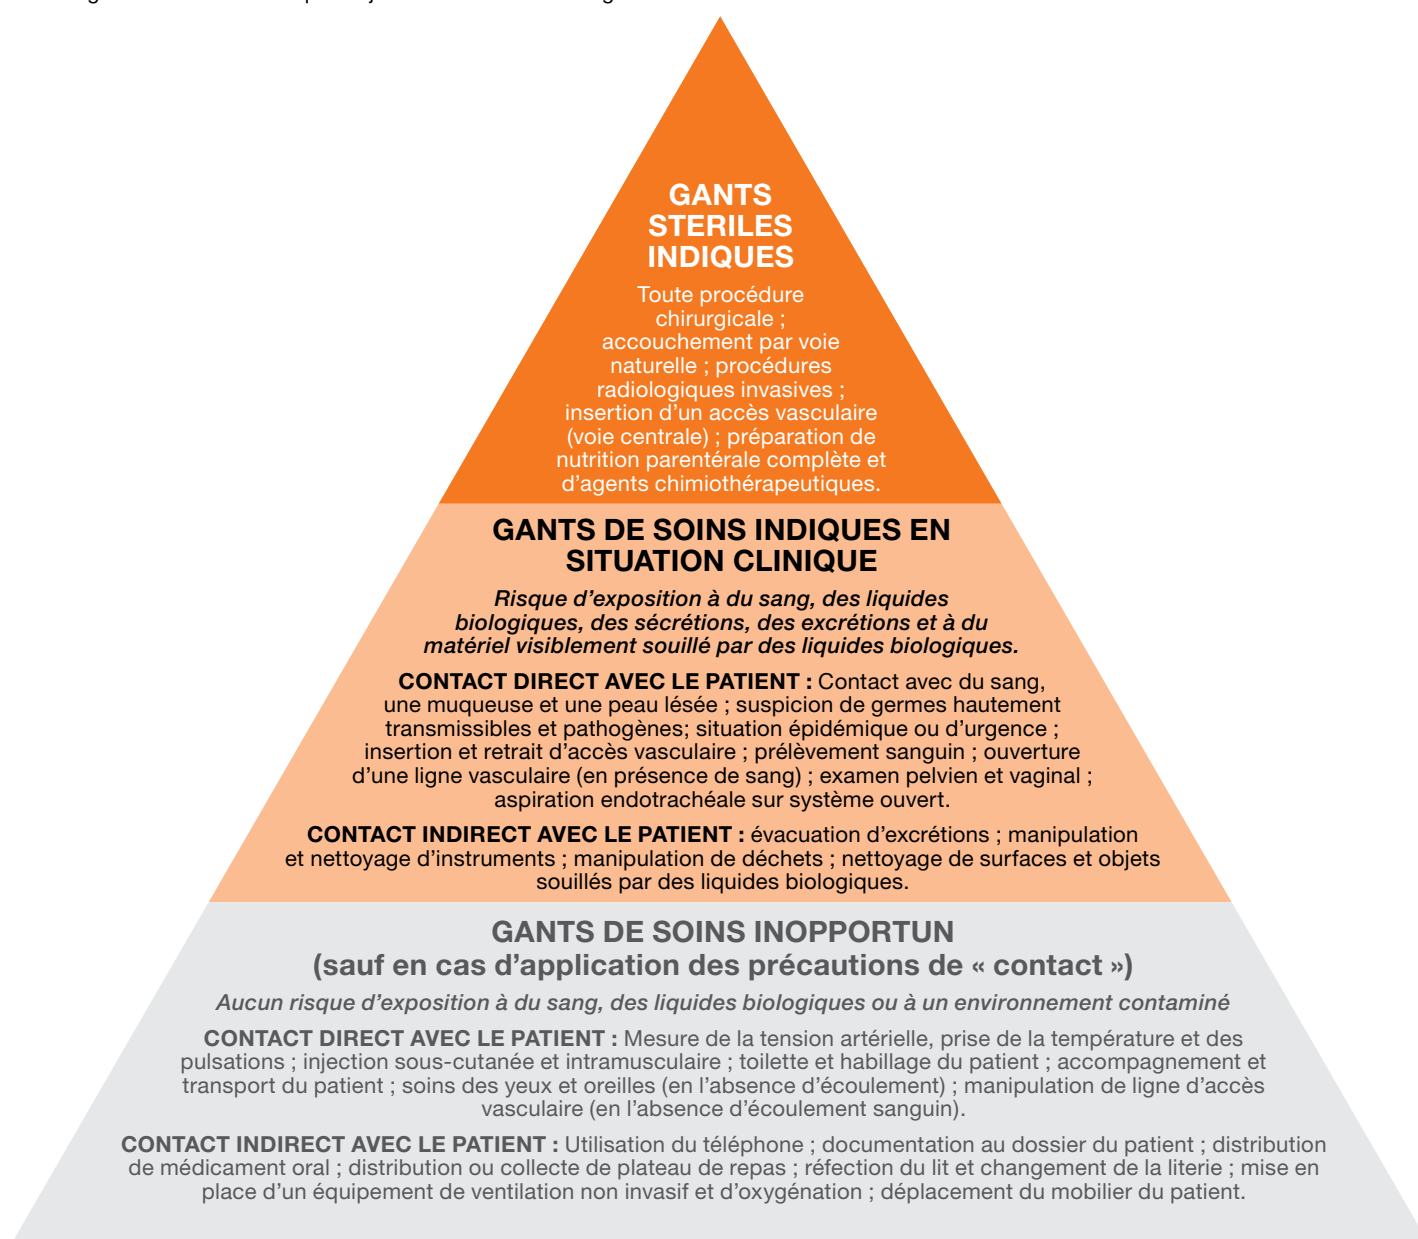 GANTS
STERILES
INDIQUES
Toute procédure
chirurgicale ;
accouchement par voie
naturelle ; procédures
radiologiques invasives ;
insertion d'un accès vasculaire
(voie centrale) ; préparation de
nutrition parentérale complète et
d'agents chimiothérapeutiques.
GANTS DE SOINS INDIQUES EN
SITUATION CLINIQUE
Risque d'exposition à du sang, des liquides
biologiques, des sécrétions, des excrétions et à du
matériel visiblement souillé par des liquides biologiques.
CONTACT DIRECT AVEC LE PATIENT : Contact avec du sang,
une muqueuse et une peau lésée ; suspicion de germes hautement
transmissibles et pathogènes; situation épidémique ou d'urgence ;
insertion et retrait d'accès vasculaire ; prélèvement sanguin ; ouverture
d'une ligne vasculaire (en présence de sang) ; examen pelvien et vaginal ;
aspiration endotrachéale sur système ouvert.
CONTACT INDIRECT AVEC LE PATIENT : évacuation d'excrétions ; manipulation
et nettoyage d'instruments ; manipulation de déchets ; nettoyage de surfaces et objets
souillés par des liquides biologiques.
GANTS DE SOINS INOPPORTUN
(sauf en cas d'application des précautions de « contact »)
Aucun risque d'exposition à du sang, des liquides biologiques ou à un environnement contaminé
CONTACT DIRECT AVEC LE PATIENT : Mesure de la tension artérielle, prise de la température et des
pulsations ; injection sous-cutanée et intramusculaire ; toilette et habillage du patient ; accompagnement et
transport du patient ; soins des yeux et oreilles (en l'absence d'écoulement) ; manipulation de ligne d'accès
vasculaire (en l'absence d'écoulement sanguin).
CONTACT INDIRECT AVEC LE PATIENT : Utilisation du téléphone ; documentation au dossier du patient ; distribution
de médicament oral ; distribution ou collecte de plateau de repas ; réfection du lit et changement de la literie ; mise en
place d'un équipement de ventilation non invasif et d'oxygénation ; déplacement du mobilier du patient.